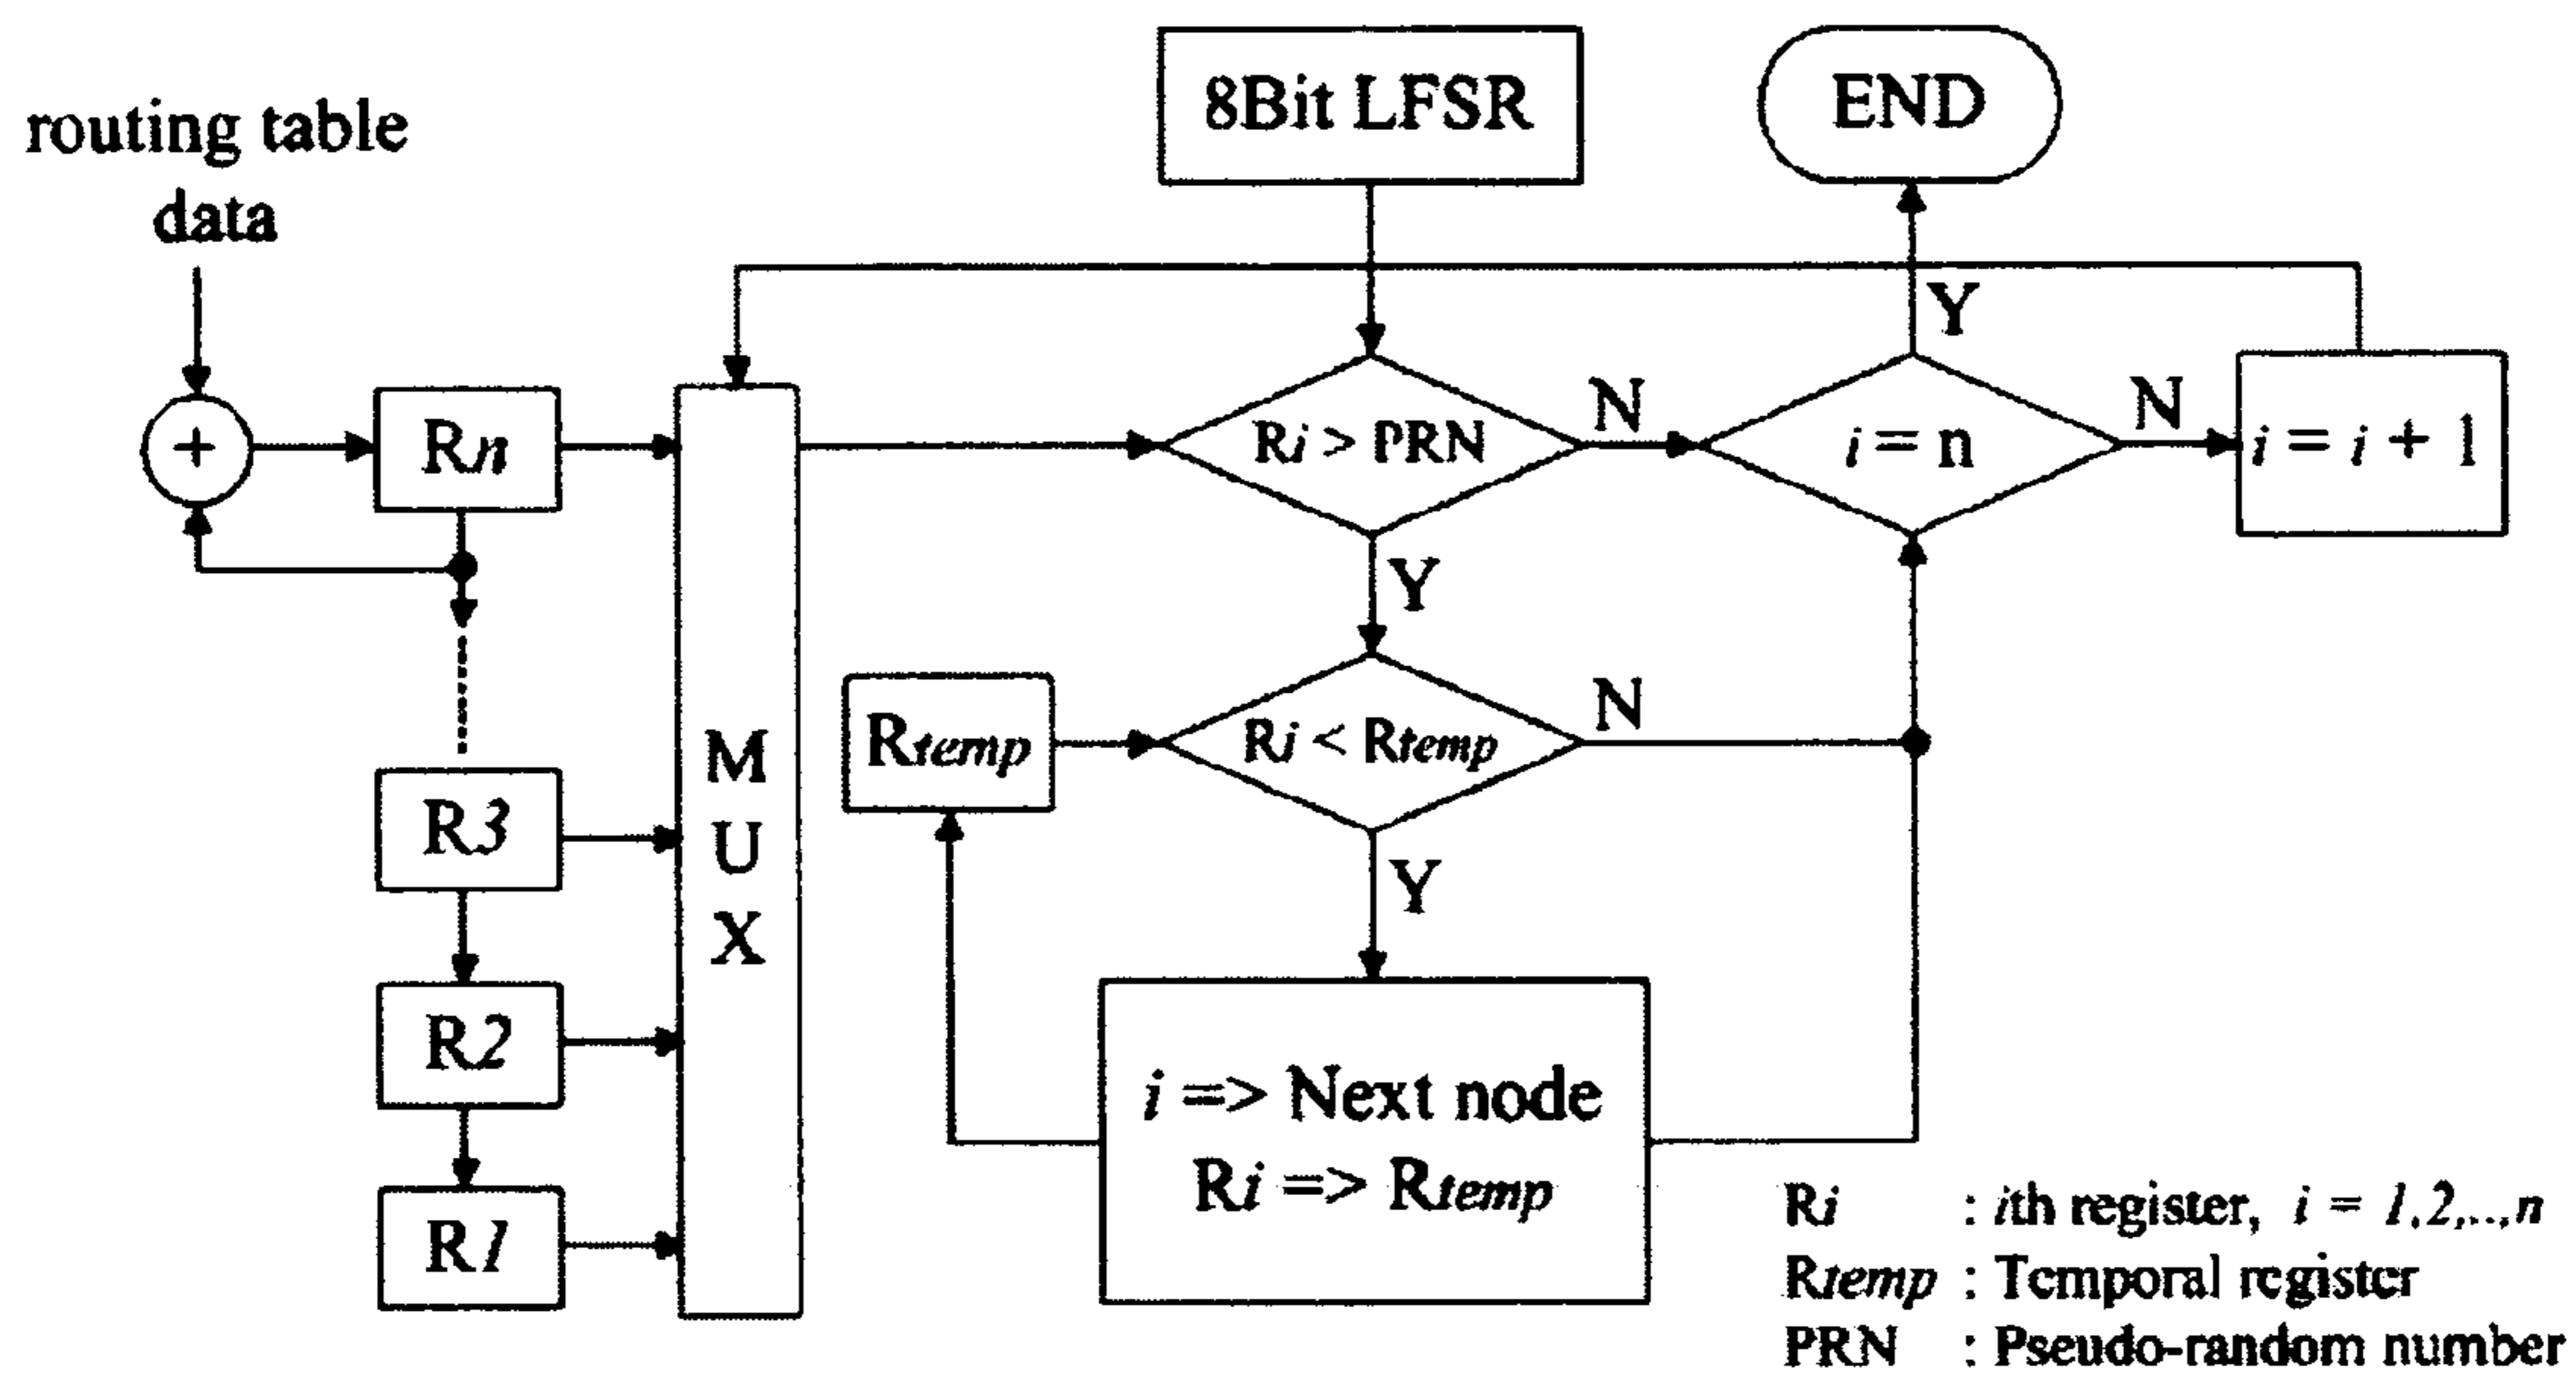 routing table
data
+
Rn
R3
R2
R1
M
U
X
8Bit LFSR
END
Ri > PRN
N
Y
i = n
Y
N
i = i + 1
Rtemp
Ri < Rtemp
N
Y
i => Next node
Ri => Rtemp
Ri : ith register, i = 1,2,..,n
Rtemp : Temporal register
PRN : Pseudo-random number